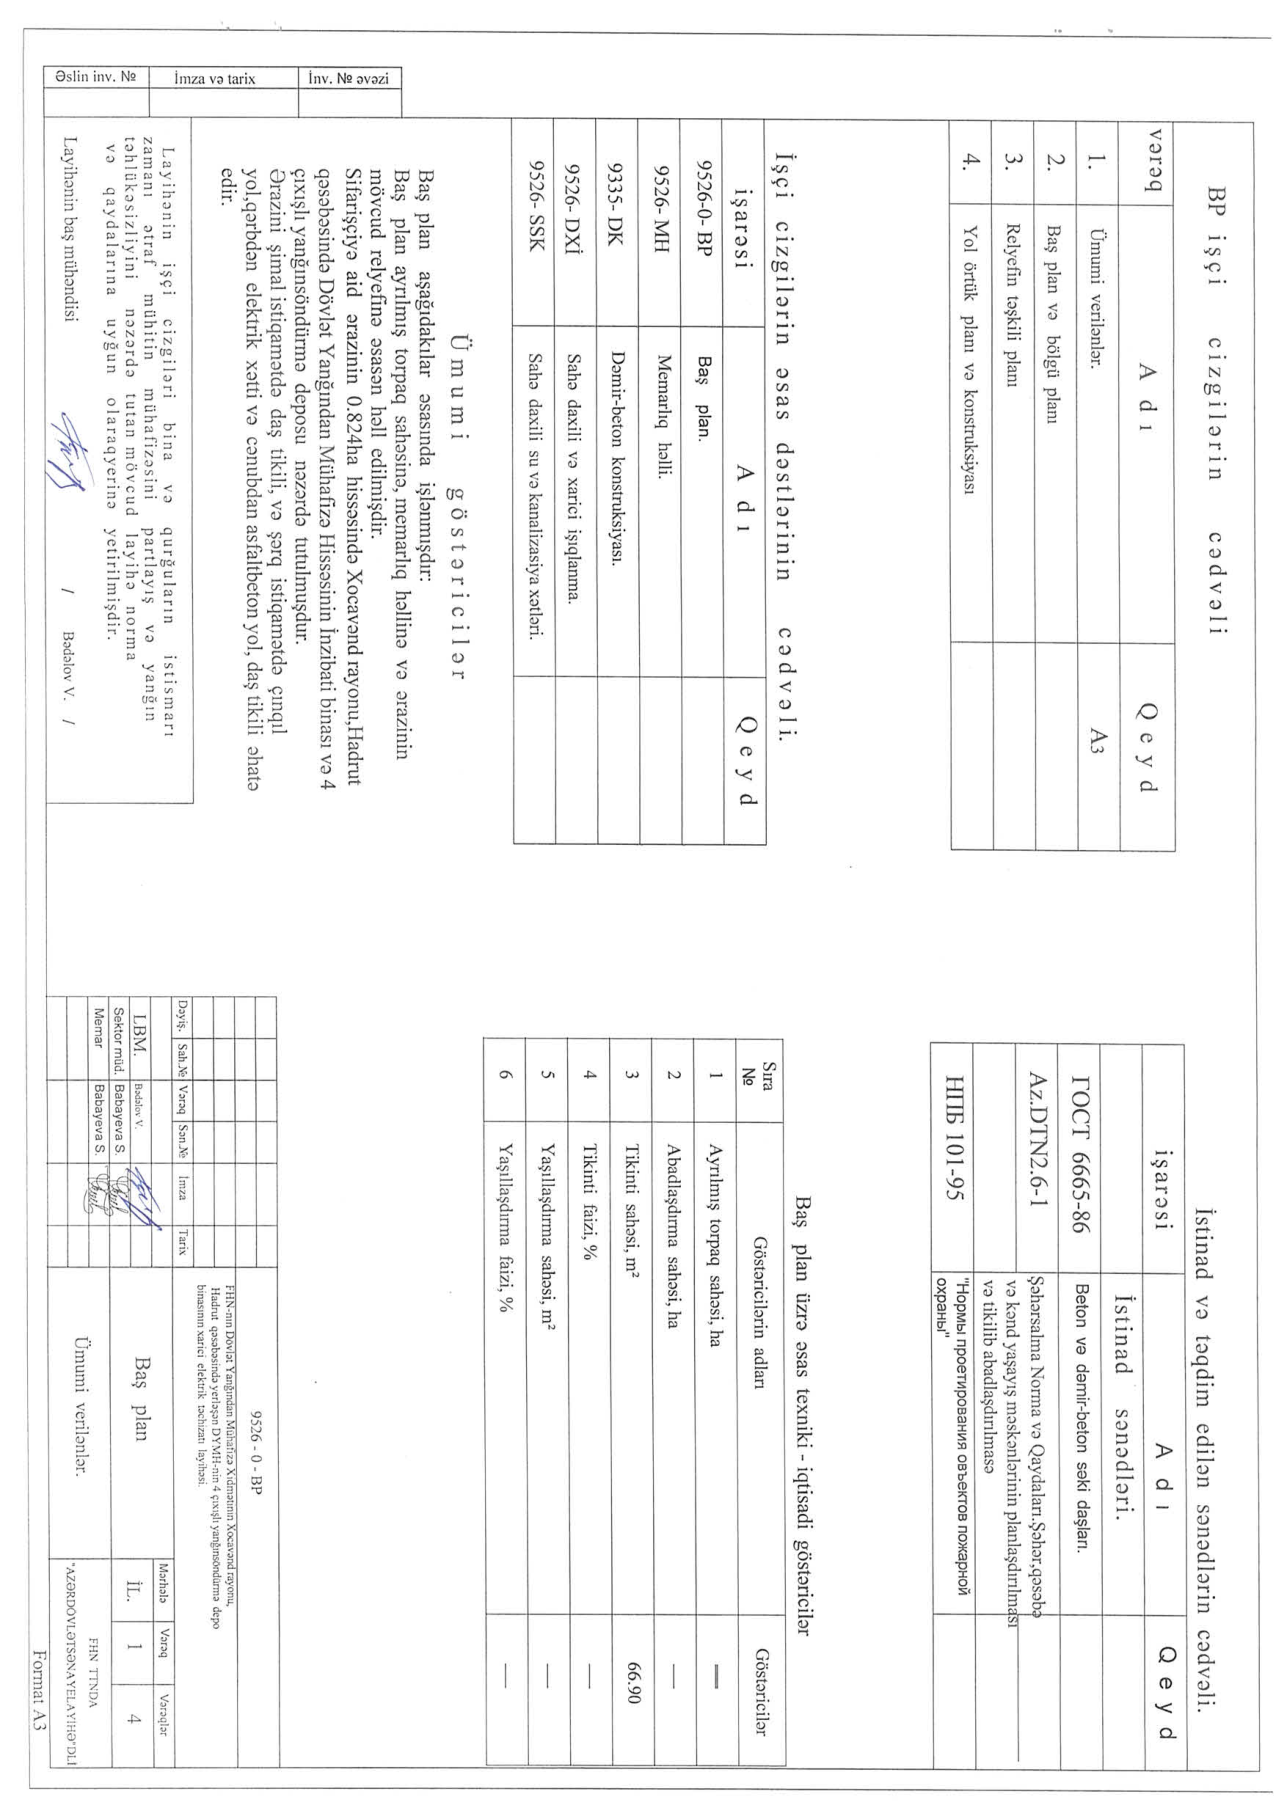 BP işçi cizgilərin cədvəli
vərəq Adı Qeyd
1. Ümumi verilənlər. A3
2. Baş plan və bölgü planı
3. Relyefin təşkili planı
4. Yol örtük planı və konstruksiyası
İşçi cizgilərin əsas dəstlərinin cədvəli.
işarəsi Adı Qeyd
9526-0- BP Baş plan.
9526- MH Memarlıq həlli.
9335- DK Dəmir-beton konstruksiyası.
9526- DXİ Sahə daxili və xarici işıqlanma.
9526- SSK Sahə daxili su və kanalizasiya xətləri.
Ümumi göstəricilər
Baş plan aşağıdakılar əsasında işlənmışdır:
Baş plan ayrılmış torpaq sahəsinə, memarlıq həllinə və ərazinin
mövcud relyefinə əsasən həll edilmişdir.
Sifarişçiyə aid ərazinin 0.824ha hissəsində Xocavənd rayonu,Hadrut
qəsəbəsində Dövlət Yanğından Mühafizə Hissəsinin İnzibati binası və 4
çıxışlı yanğınsöndürmə deposu nəzərdə tutulmuşdur.
Ərazini şimal istiqamətdə daş tikili, və şərq istiqamətdə çınqıl
yol,qərbdən elektrik xətti və cənubdan asfaltbeton yol, daş tikili əhatə
edir.
Layihənin işçi cizgiləri bina və qurğuların istismarı
zamanı ətraf mühitin mühafizəsini partlayış və yanğın
təhlükəsizliyini nəzərdə tutan mövcud layihə norma
və qaydalarına uyğun olaraqyerinə yetirilmişdir.
Layihənin baş mühəndisi / Bədəlov V. /
Əslin inv. № İmza və tarix İnv. № əvəzi
İstinad və təqdim edilən sənədlərin cədvəli.
işarəsi Adı Qeyd
İstinad sənədləri.
ГОСТ 6665-86 Beton və dəmir-beton səki daşları.
Az.DTN2.6-1 Şəhərsalma Norma və Qaydaları.Şəhər,qəsəbə
və kənd yaşayış məskənlərinin planlaşdırılması
və tikilib abadlaşdırılmasə
НПБ 101-95 "Нормы проетирования овъектов пожарной
охраны"
Baş plan üzrə əsas texniki - iqtisadi göstəricilər
Sıra № Göstəricilərin adları Göstəricilər
1 Ayrılmış torpaq sahəsi, ha —
2 Abadlaşdırma sahəsi, ha —
3 Tikinti sahəsi, m² 66.90
4 Tikinti faizi, % —
5 Yaşıllaşdırma sahəsi, m² —
6 Yaşıllaşdırma faizi, % —
9526 - 0 - BP
FHN-nin Dövlət Yanğından Mühafizə Xidmətinin Xocavənd rayonu,
Hadrut qəsəbəsində yerləşən DYMH-nin 4 çıxışlı yanğınsöndürmə depo
binasının xarici elektrik təchizatı layihəsi.
Dəyiş. Sah.№ Vərəq Sən.№ İmza Tarix
LBM. Bədəlov V.
Sektor müd. Babayeva S.
Memar Babayeva S.
Baş plan
Mərhələ Vərəq Vərəqlər
İL. 1 4
Ümumi verilənlər.
FHN TTNDA
"AZƏRDÖVLƏTSƏNAYELAYİHƏ"DLİ
Format A3